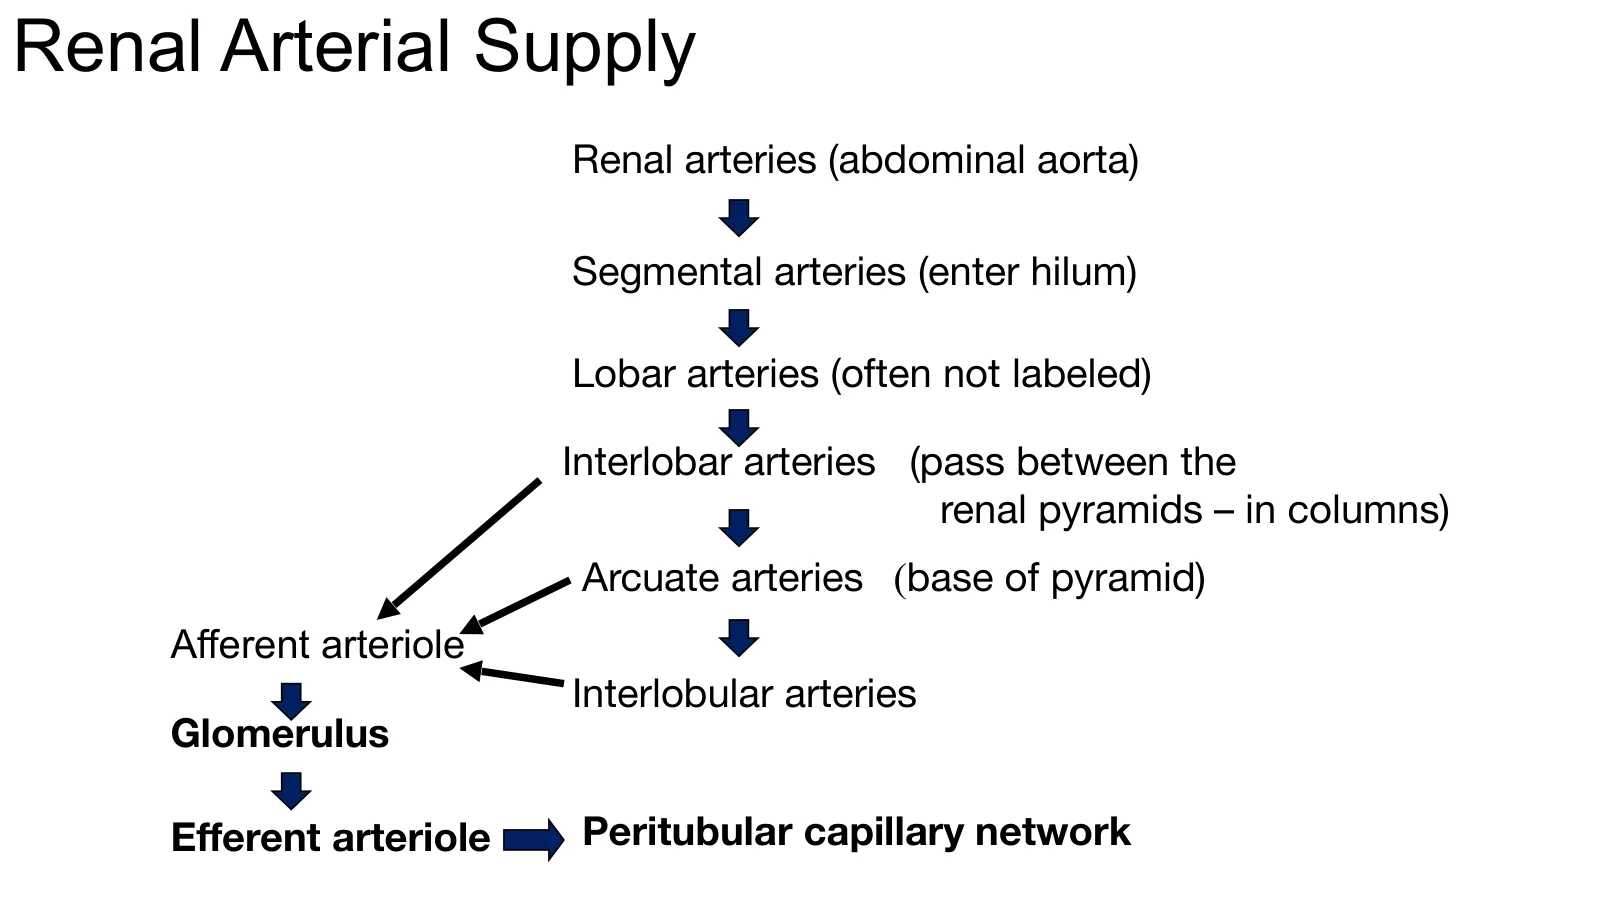 Renal Arterial Supply
Renal arteries (abdominal aorta)
Segmental arteries (enter hilum)
Lobar arteries (often not labeled)
Interlobar arteries (pass between the
renal pyramids – in columns)
Arcuate arteries (base of pyramid)
Afferent arteriole
Interlobular arteries
Glomerulus
Efferent arteriole
Peritubular capillary network